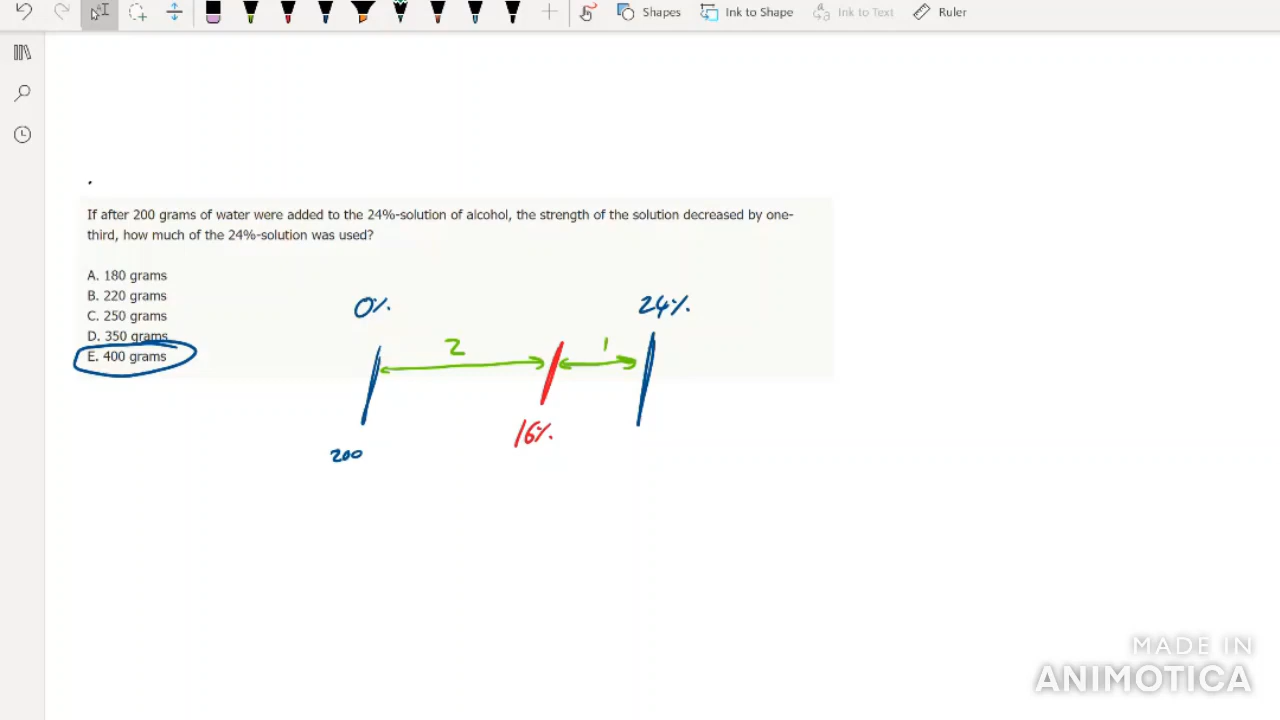 Shapes Ink to Shape Ink to Text Ruler
If after 200 grams of water were added to the 24%-solution of alcohol, the strength of the solution decreased by one-
third, how much of the 24%-solution was used?
A. 180 grams
B. 220 grams
C. 250 grams
D. 350 grams
E. 400 grams
0% 24%
2 1
16%
200
MADE IN
ANIMOTICA